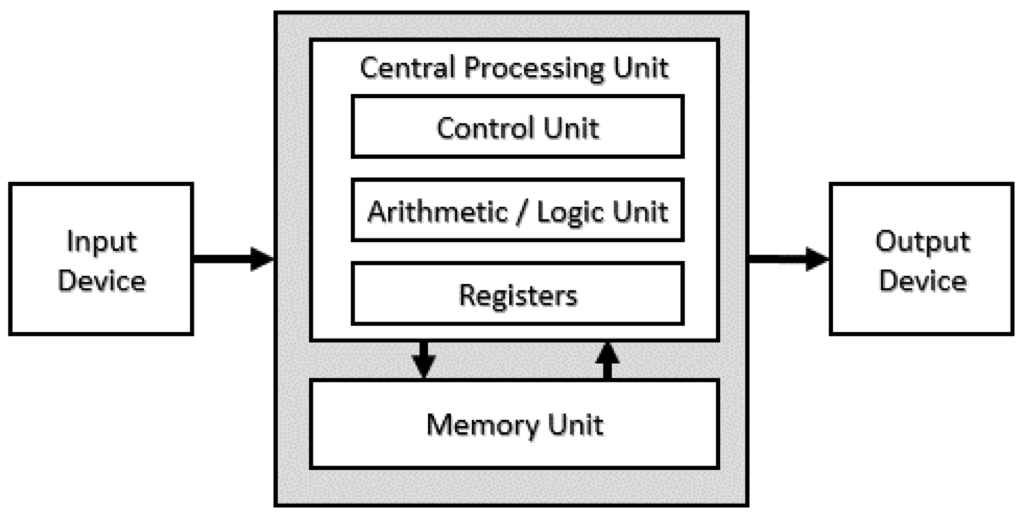 Central Processing Unit
Control Unit
Arithmetic / Logic Unit
Registers
Input
Device
Output
Device
Memory Unit